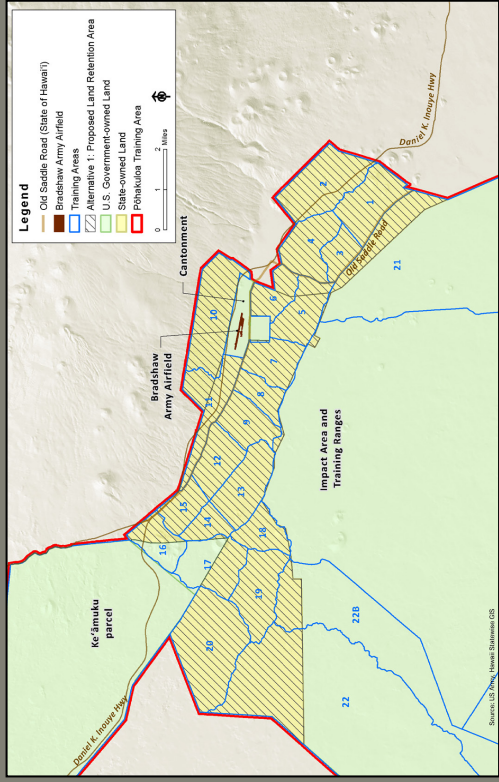 Legend
Old Saddle Road (State of Hawai'i)
Bradshaw Army Airfield
Training Areas
Alternative 1: Proposed Land Retention Area
U.S. Government-owned Land
State-owned Land
Pōhakuloa Training Area
0 1 2
Miles
N
Daniel K. Inouye Hwy
Cantonment
Bradshaw
Army Airfield
Keʻāmuku
parcel
Daniel K. Inouye Hwy
Old Saddle Road
Impact Area and
Training Ranges
1
2
3
4
5
6
7
8
9
10
11
12
13
14
15
16
17
18
19
20
21
22
22B
Source: US Army, Hawaii Statewise GIS